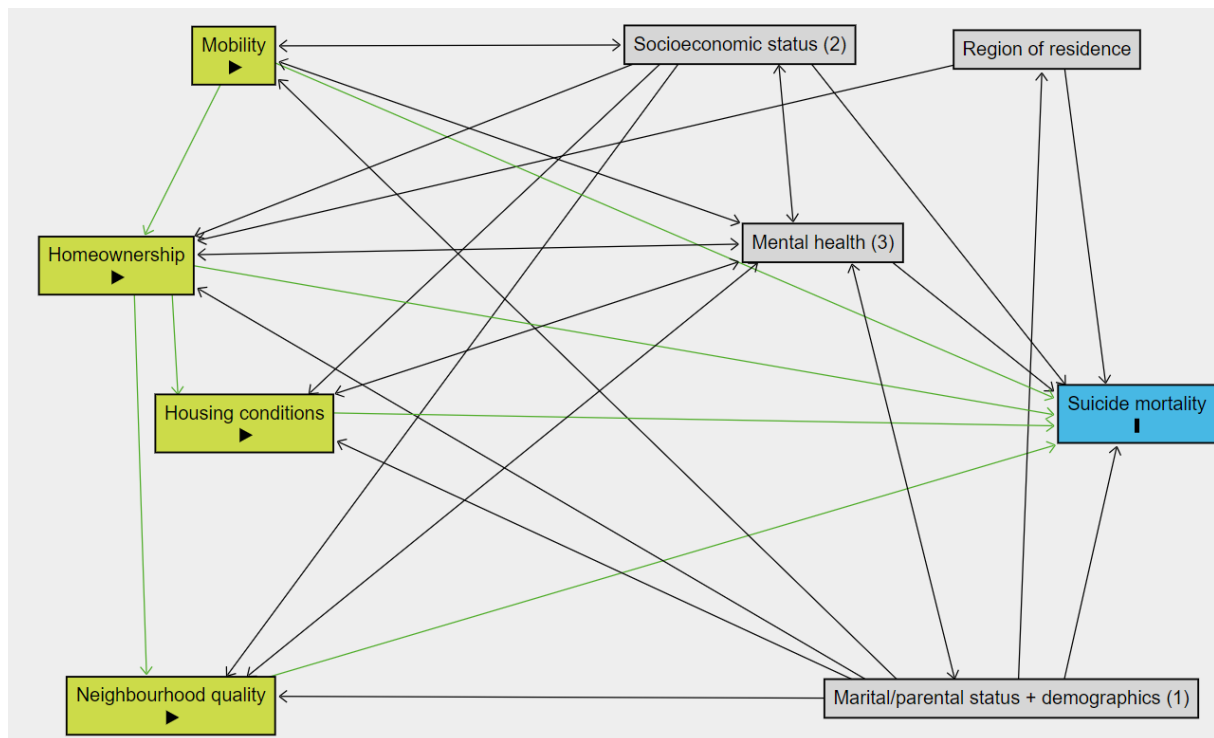 Mobility
Socioeconomic status (2)
Region of residence
Homeownership
Mental health (3)
Housing conditions
Suicide mortality
Neighbourhood quality
Marital/parental status + demographics (1)